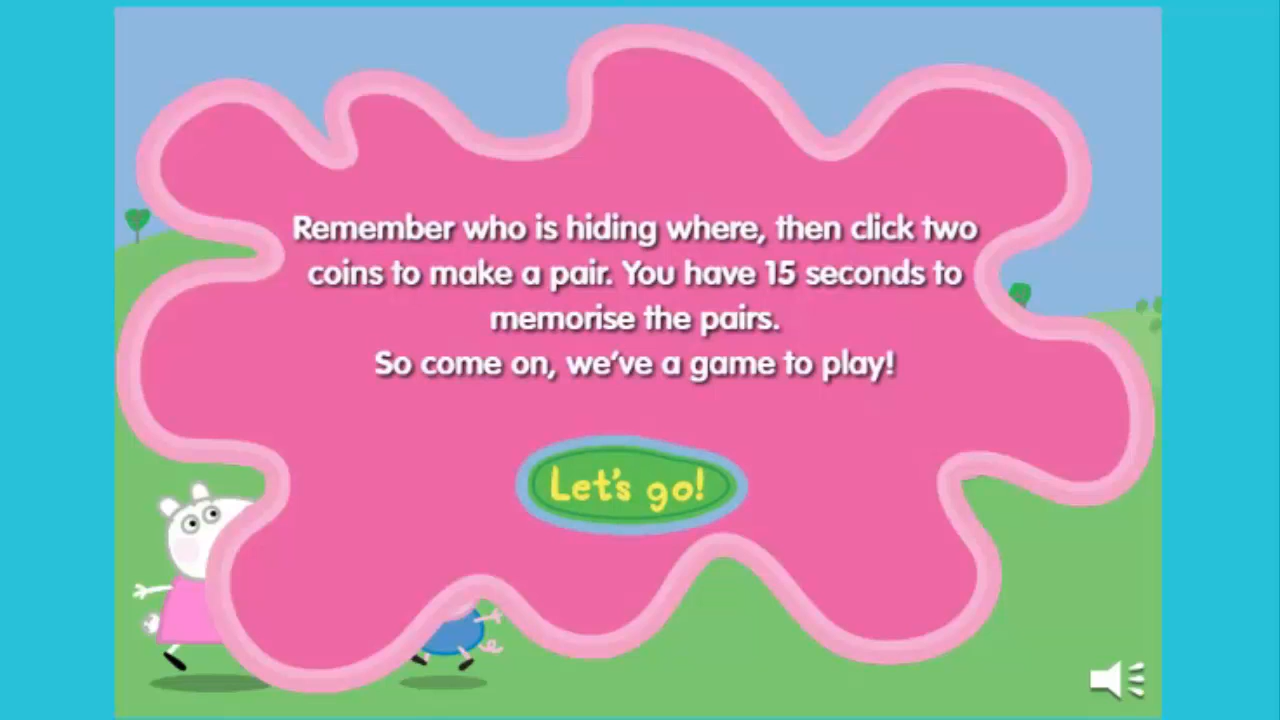 Remember who is hiding where, then click two
coins to make a pair. You have 15 seconds to
memorise the pairs.
So come on, we've a game to play!
Let's go!